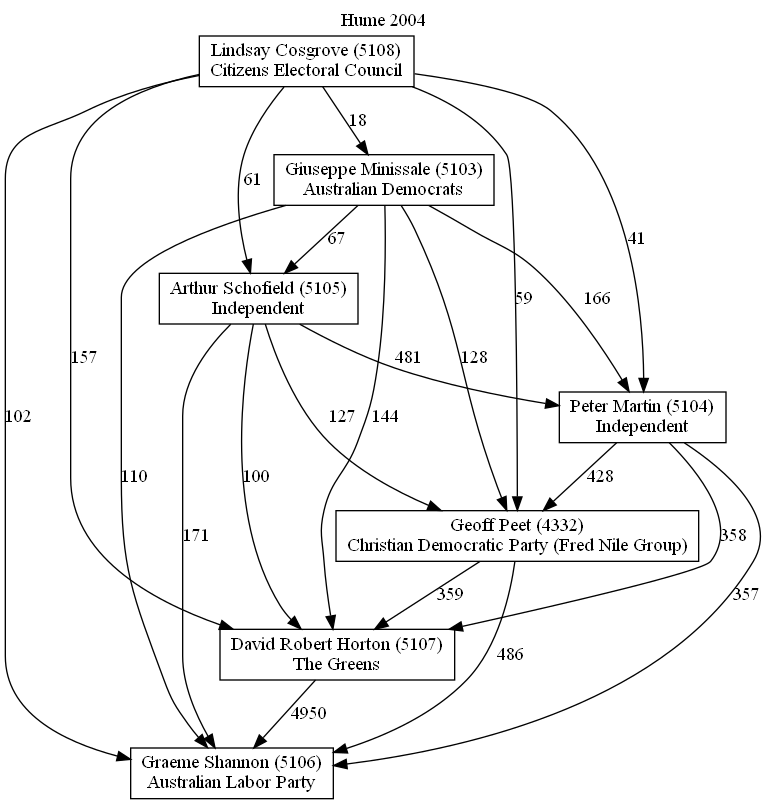 Hume 2004
Lindsay Cosgrove (5108)
Citizens Electoral Council
18
Giuseppe Minissale (5103)
Australian Democrats
61
67
41
Arthur Schofield (5105)
Independent
59
166
157
481
128
102
127
144
Peter Martin (5104)
Independent
110
100
428
Geoff Peet (4332)
Christian Democratic Party (Fred Nile Group)
171
358
359
357
David Robert Horton (5107)
The Greens
486
4950
Graeme Shannon (5106)
Australian Labor Party